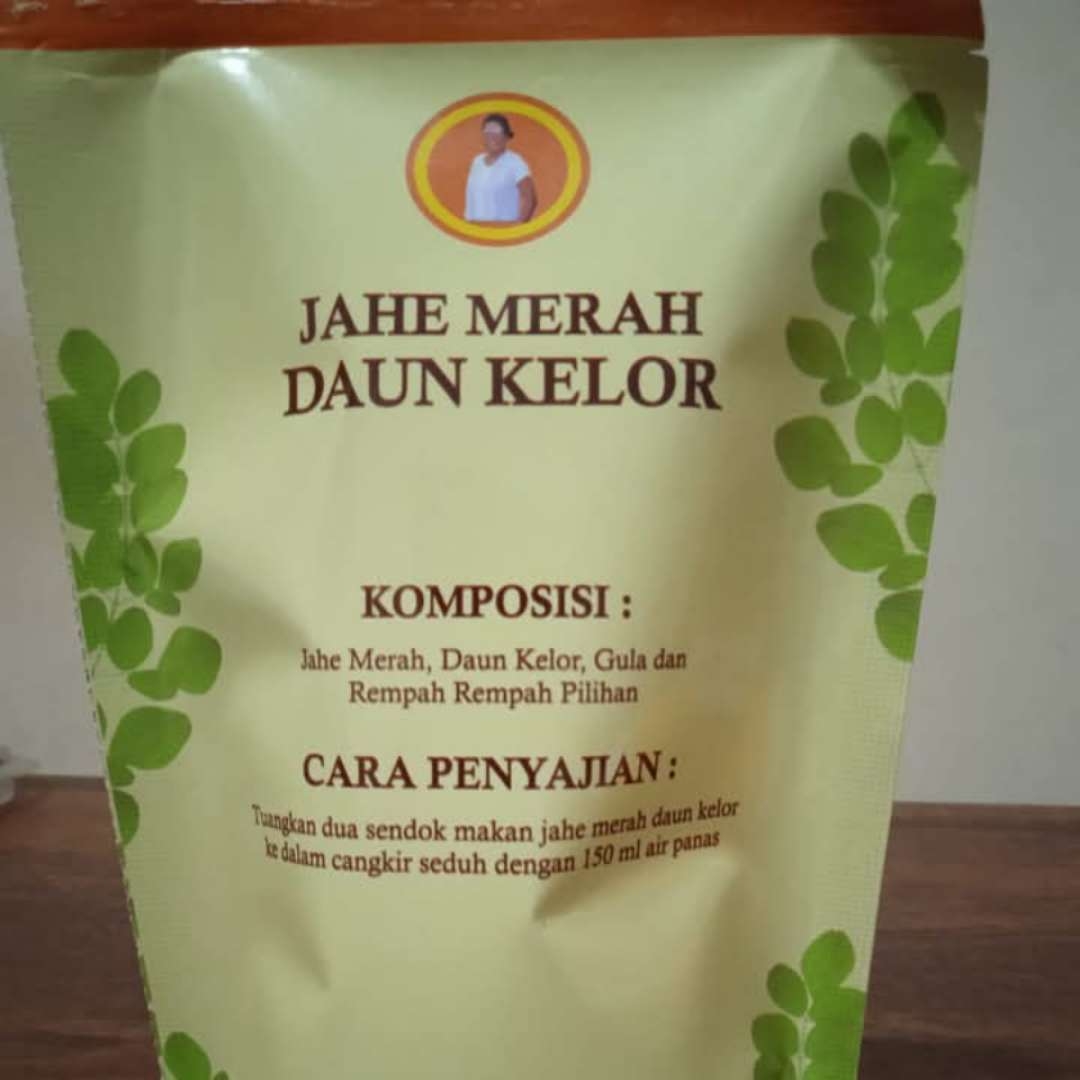 JAHE MERAH
DAUN KELOR
KOMPOSISI :
Jahe Merah, Daun Kelor, Gula dan
Rempah Rempah Pilihan
CARA PENYAJIAN :
Tuangkan dua sendok makan jahe merah daun kelor
ke dalam cangkir seduh dengan 150 ml air panas